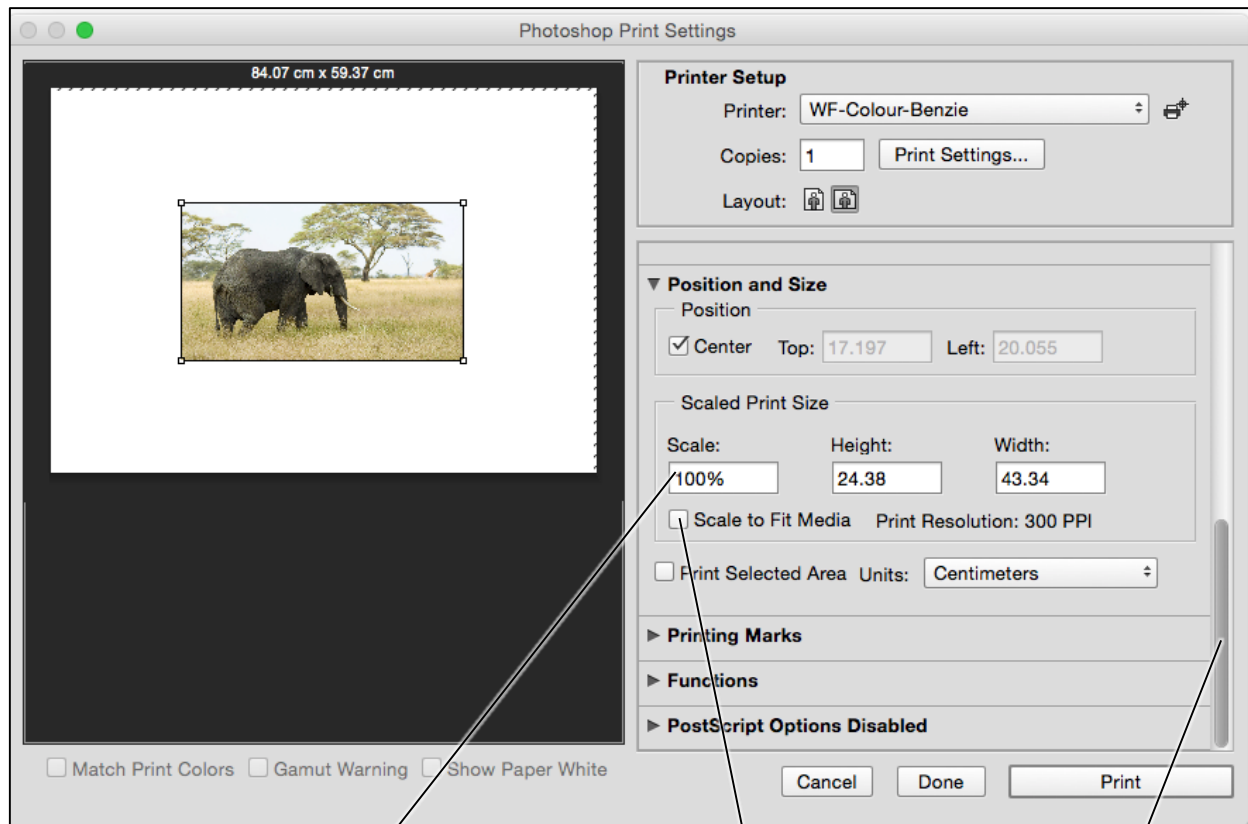 Photoshop Print Settings
84.07 cm x 59.37 cm
Printer Setup
Printer: WF-Colour-Benzie
Copies: 1 Print Settings...
Layout:
Position and Size
Position
Center Top: 17.197 Left: 20.055
Scaled Print Size
Scale: Height: Width:
100% 24.38 43.34
Scale to Fit Media Print Resolution: 300 PPI
Print Selected Area Units: Centimeters
Printing Marks
Functions
PostScript Options Disabled
Match Print Colors Gamut Warning Show Paper White
Cancel Done Print